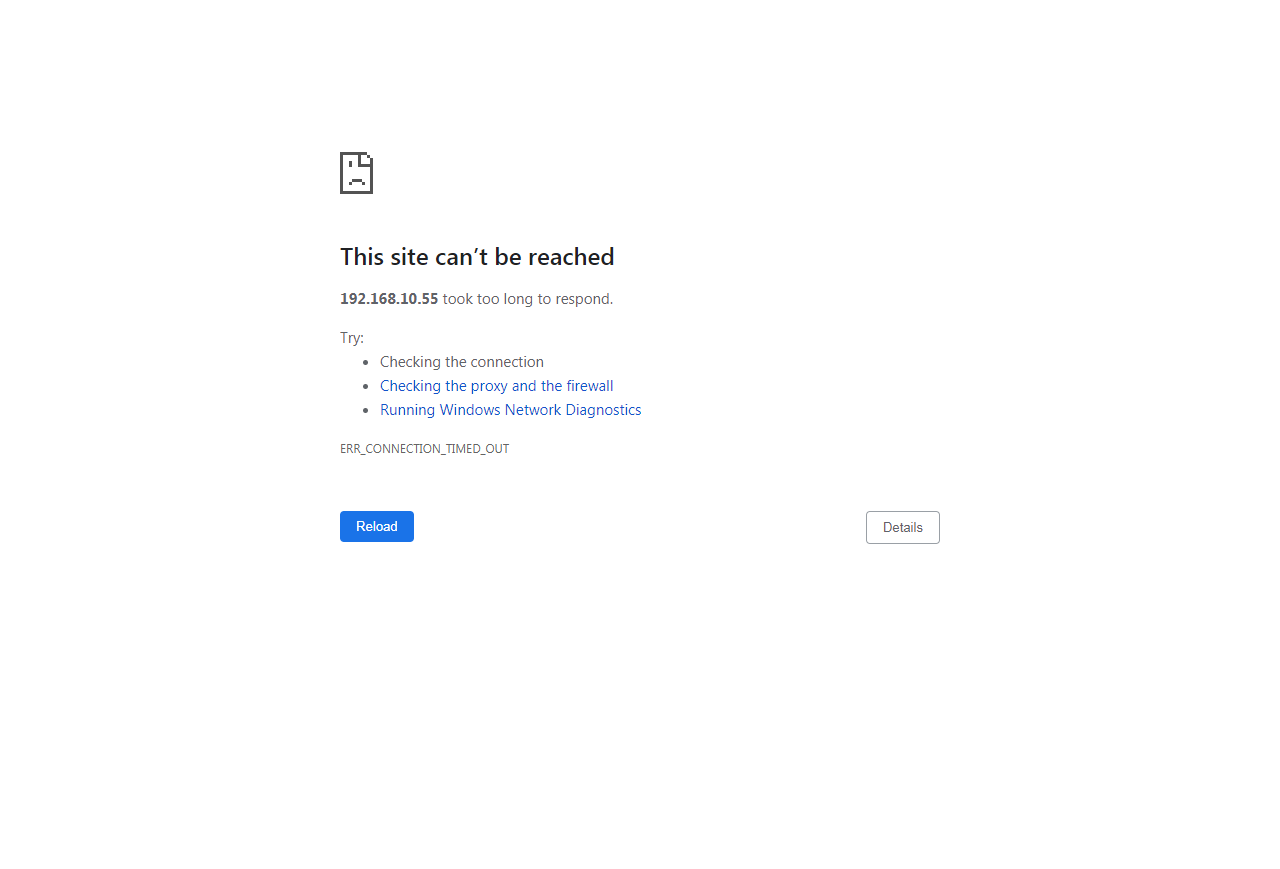 This site can’t be reached
192.168.10.55 took too long to respond.
Try:
Checking the connection
Checking the proxy and the firewall
Running Windows Network Diagnostics
ERR_CONNECTION_TIMED_OUT
Reload
Details